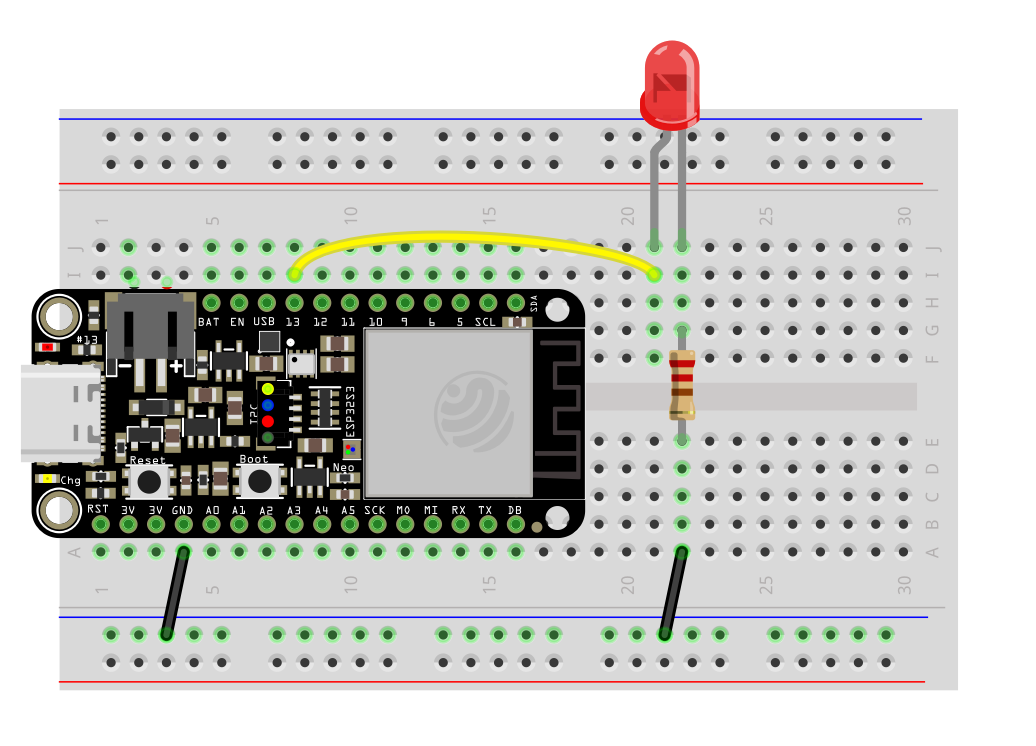 1 5 10 15 20 25 30
J J
I I
H
G
F
BAT EN USB 13 12 11 10 9 6 5 SCL SDA
#13
- +
I2C
EZPSE23
Reset Boot Neo
Chg
RST 3V 3V GND A0 A1 A2 A3 A4 A5 SCK MO MI RX TX DB
E
D
C
B
A A
1 5 10 15 20 25 30